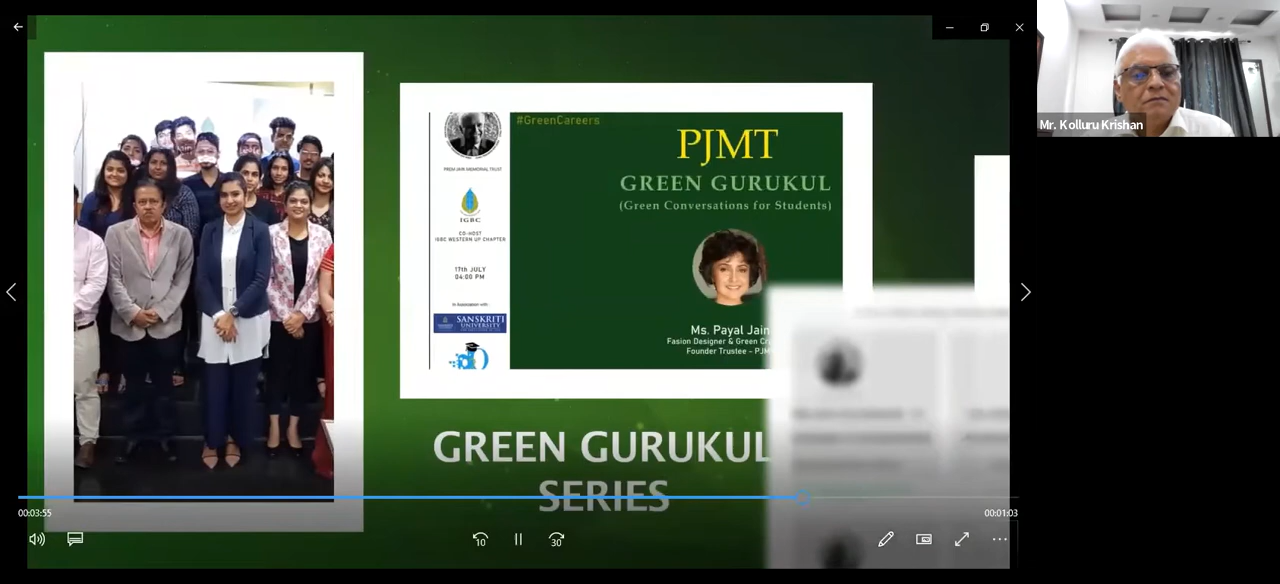 #GreenCareers
PREM JAIN MEMORIAL TRUST
IGBC
CO-HOST
IGBC WESTERN UP CHAPTER
17th JULY
04:00 PM
In Association with:
SANSKRITI
UNIVERSITY
PJMT
GREEN GURUKUL
(Green Conversations for Students)
Ms. Payal Jain
Fasion Designer & Green
Founder Trustee - PJM
GREEN GURUKUL
SERIES
00:03:55
00:01:03
10
30
Mr. Kolluru Krishan